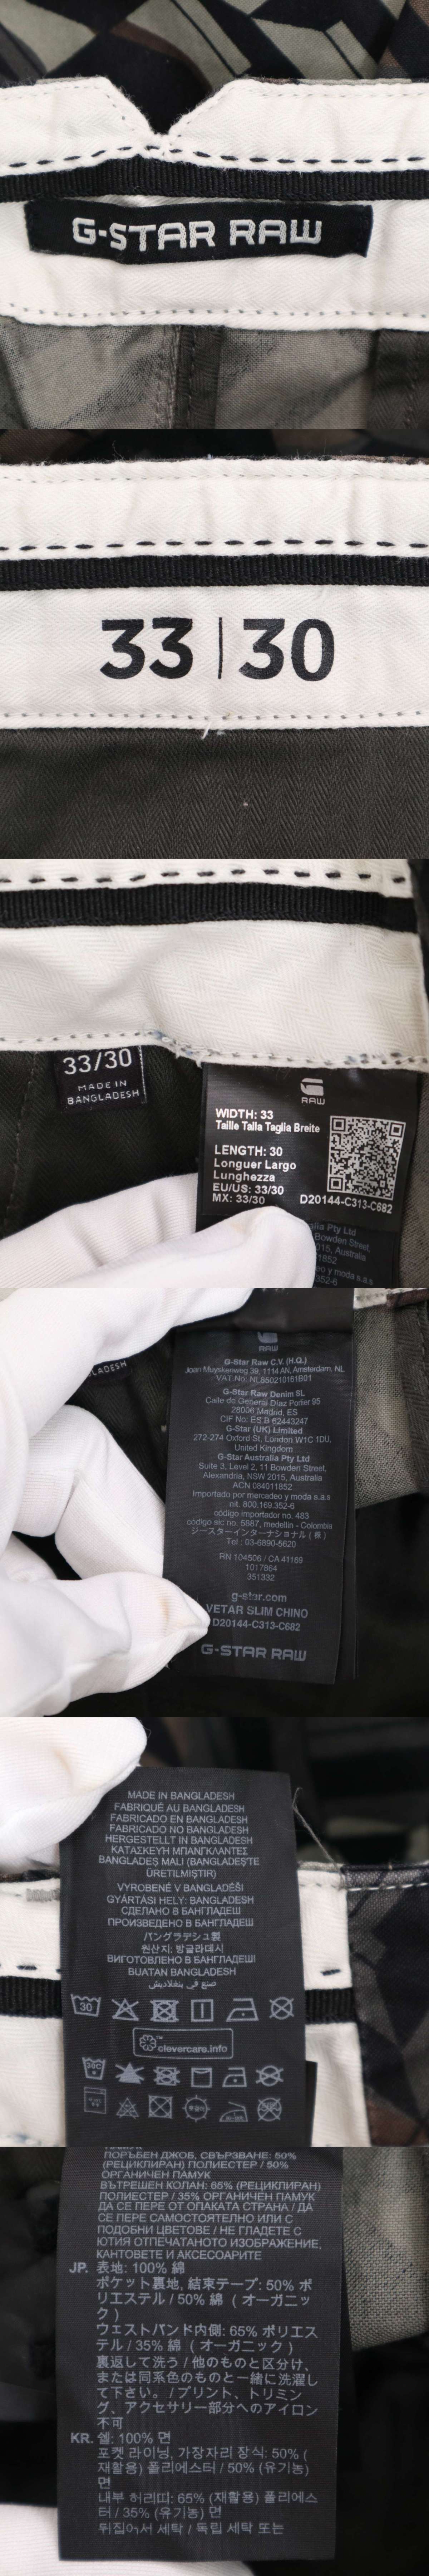 G-STAR RAW
33 | 30
33/30
MADE IN
BANGLADESH
RAW
WIDTH: 33
Taille Talla Taglia Breite
LENGTH: 30
Longuer Largo
Lunghezza
EU/US: 33/30
MX: 33/30
D20144-C313-C682
Pty Ltd
Bowden Street,
2015, Australia
1852
o y moda s.a.s
352-6
RAW
G-Star Raw C.V. (H.Q.)
Joan Muyskenweg 39, 1114 AN, Amsterdam, NL
VAT.No: NL850210161B01
G-Star Raw Denim SL
Calle de General Díaz Porlier 95
28006 Madrid, ES
CIF No: ES B 62443247
G-Star (UK) Limited
272-274 Oxford St, London W1C 1DU,
United Kingdom
G-Star Australia Pty Ltd
Suite 3, Level 2, 11 Bowden Street,
Alexandria, NSW 2015, Australia
ACN 084011852
Importado por mercadeo y moda s.a.s
nit. 800.169.352-6
código importador no. 483
código sic no. 5887, medellin - Colombia
ジースターインターナショナル (株)
Tel : 03-6890-5620
RN 104506 / CA 41169
1017864
351332
g-star.com
VETAR SLIM CHINO
D20144-C313-C682
G-STAR RAW
MADE IN BANGLADESH
FABRIQUÉ AU BANGLADESH
FABRICADO EN BANGLADESH
FABRICADO NO BANGLADESH
HERGESTELLT IN BANGLADESH
ΚΑΤΑΣΚΕΥΗ ΜΠΑΝΓΚΛΑΝΤΕΣ
BANGLADEŞ MALI (BANGLADEŞ'TE
ÜRETILMIŞTIR)
VYROBENÉ V BANGLADÉŠI
GYÁRTÁSI HELY: BANGLADESH
СДЕЛАНО В БАНГЛАДЕШ
ПРОИЗВЕДЕНО В БАНГЛАДЕШ
バングラデシュ製
원산지: 방글라데시
ВИГОТОВЛЕНО В БАНГЛАДЕШІ
BUATAN BANGLADESH
صنع في بنغلاديش
30
clevercare.info
30C
ПОРЪБЕН ДЖОБ, СВЪРЗВАНЕ: 50%
(РЕЦИКЛИРАН) ПОЛИЕСТЕР / 50%
ОРГАНИЧЕН ПАМУК
ВЪТРЕШЕН КОЛАН: 65% (РЕЦИКЛИРАН)
ПОЛИЕСТЕР / 35% ОРГАНИЧЕН ПАМУК
ДА СЕ ПЕРЕ ОТ ОПАКАТА СТРАНА / ДА
СЕ ПЕРЕ САМОСТОЯТЕЛНО ИЛИ С
ПОДОБНИ ЦВЕТОВЕ / НЕ ГЛАДЕТЕ С
ЮТИЯ ОТПЕЧАТАНОТО ИЗОБРАЖЕНИЕ,
КАНТОВЕТЕ И АКСЕСОАРИТЕ
JP. 表地: 100% 綿
ポケット裏地, 結束テープ: 50% ポ
リエステル / 50% 綿 (オーガニッ
ク)
ウェストバンド内側: 65% ポリエス
テル / 35% 綿 (オーガニック)
裏返して洗う / 他のものと区分け、
または同系色のものと一緒に洗濯し
て下さい。 / プリント、トリミン
グ、アクセサリー部分へのアイロン
不可
KR. 쉘: 100% 면
포켓 라이닝, 가장자리 장식: 50% (
재활용) 폴리에스터 / 50% (유기농)
면
내부 허리띠: 65% (재활용) 폴리에스
터 / 35% (유기농) 면
뒤집어서 세탁 / 독립 세탁 또는